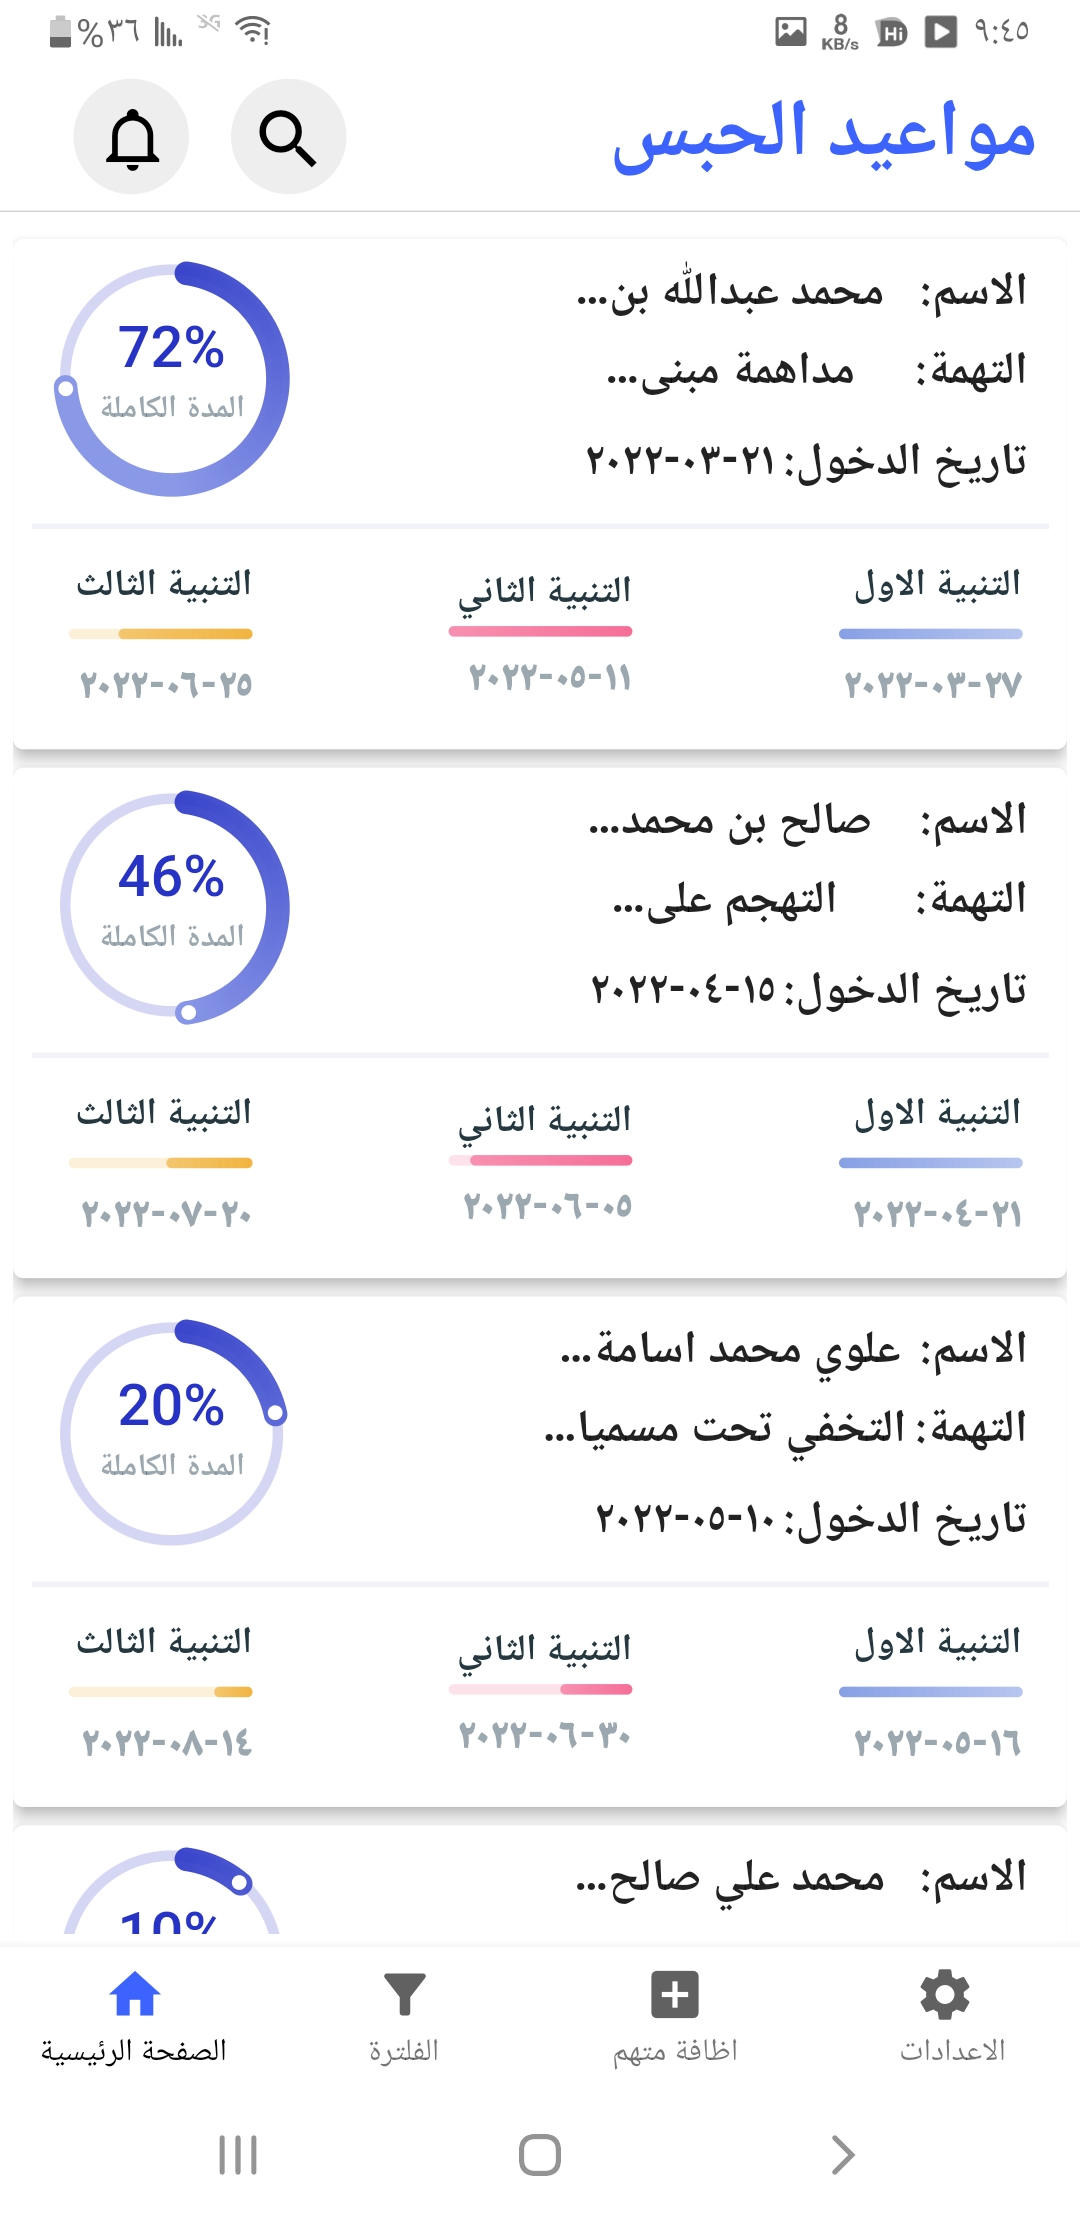 ٩:٤٥
8 KB/s
Hi
3G
%٣٦
مواعيد الحبس
الاسم: محمد عبدالله بن...
التهمة: مداهمة مبنى...
تاريخ الدخول: ٢١-٠٣-٢٠٢٢
72%
المدة الكاملة
التنبية الاول
٢٧-٠٣-٢٠٢٢
التنبية الثاني
١١-٠٥-٢٠٢٢
التنبية الثالث
٢٥-٠٦-٢٠٢٢
الاسم: صالح بن محمد...
التهمة: التهجم على...
تاريخ الدخول: ١٥-٠٤-٢٠٢٢
46%
المدة الكاملة
التنبية الاول
٢١-٠٤-٢٠٢٢
التنبية الثاني
٠٥-٠٦-٢٠٢٢
التنبية الثالث
٢٠-٠٧-٢٠٢٢
الاسم: علوي محمد اسامة...
التهمة: التخفي تحت مسميا...
تاريخ الدخول: ١٠-٠٥-٢٠٢٢
20%
المدة الكاملة
التنبية الاول
١٦-٠٥-٢٠٢٢
التنبية الثاني
٣٠-٠٦-٢٠٢٢
التنبية الثالث
١٤-٠٨-٢٠٢٢
الاسم: محمد علي صالح...
10%
الاعدادات
اظافة متهم
الفلترة
الصفحة الرئيسية